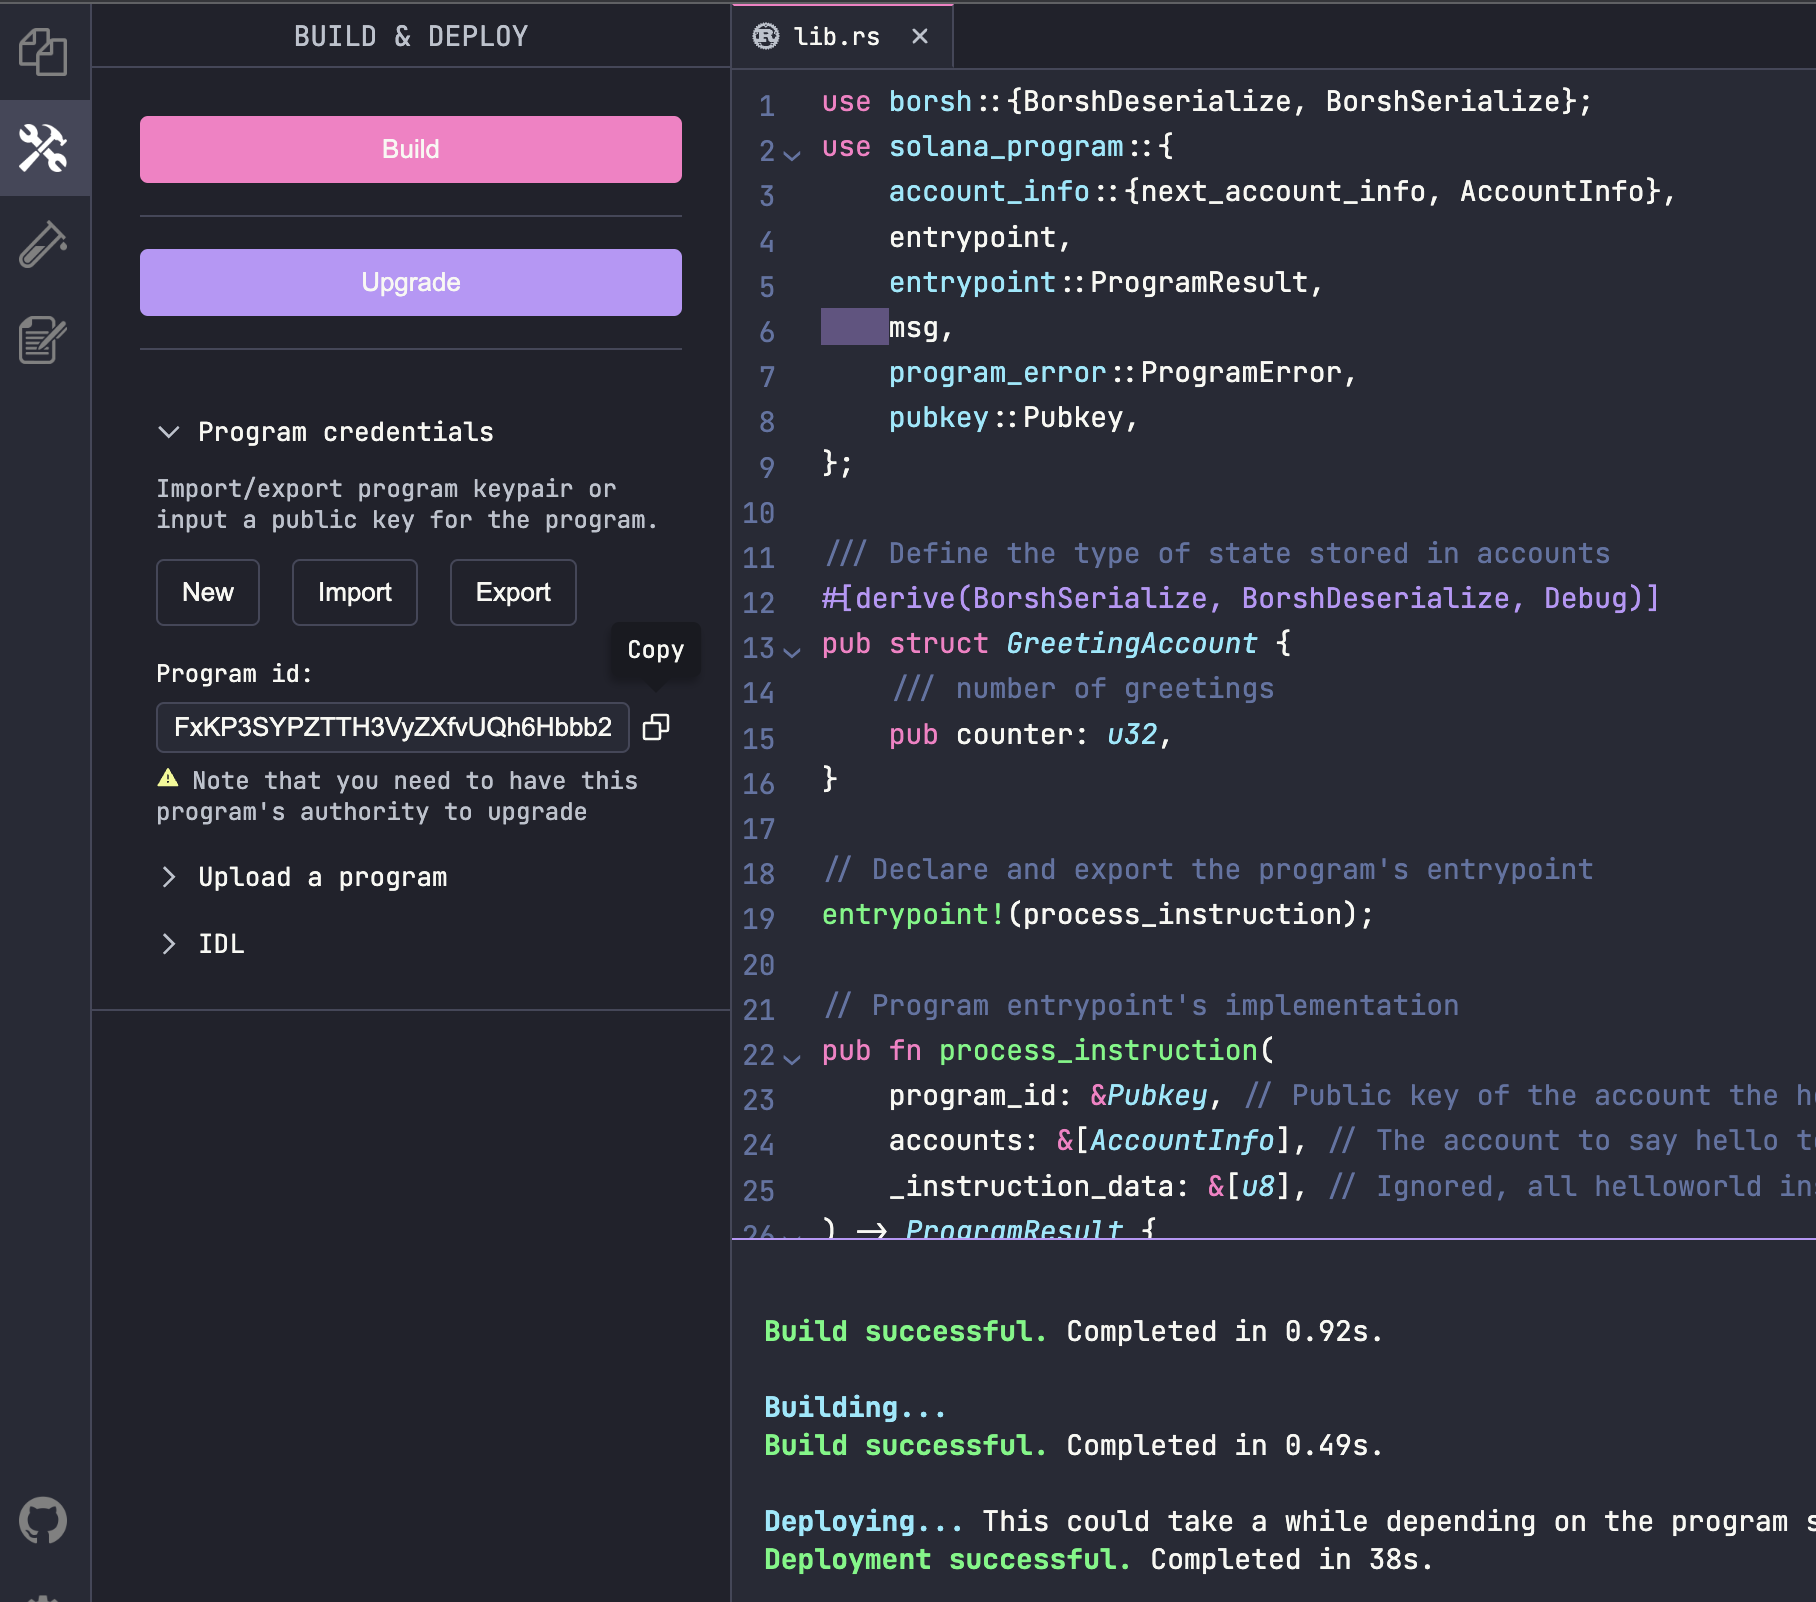 BUILD & DEPLOY
Build
Upgrade
Program credentials
Import/export program keypair or
input a public key for the program.
New
Import
Export
Copy
Program id:
FxKP3SYPZTTH3VyZXfvUQh6Hbbb2
Note that you need to have this
program's authority to upgrade
Upload a program
IDL
lib.rs
1 use borsh::{BorshDeserialize, BorshSerialize};
2 use solana_program::{
3 account_info::{next_account_info, AccountInfo},
4 entrypoint,
5 entrypoint::ProgramResult,
6 msg,
7 program_error::ProgramError,
8 pubkey::Pubkey,
9 };
10
11 /// Define the type of state stored in accounts
12 #[derive(BorshSerialize, BorshDeserialize, Debug)]
13 pub struct GreetingAccount {
14 /// number of greetings
15 pub counter: u32,
16 }
17
18 // Declare and export the program's entrypoint
19 entrypoint!(process_instruction);
20
21 // Program entrypoint's implementation
22 pub fn process_instruction(
23 program_id: &Pubkey, // Public key of the account the
24 accounts: &[AccountInfo], // The account to say hello
25 _instruction_data: &[u8], // Ignored, all helloworld
26 ) -> ProgramResult {
Build successful. Completed in 0.92s.
Building...
Build successful. Completed in 0.49s.
Deploying... This could take a while depending on the program
Deployment successful. Completed in 38s.